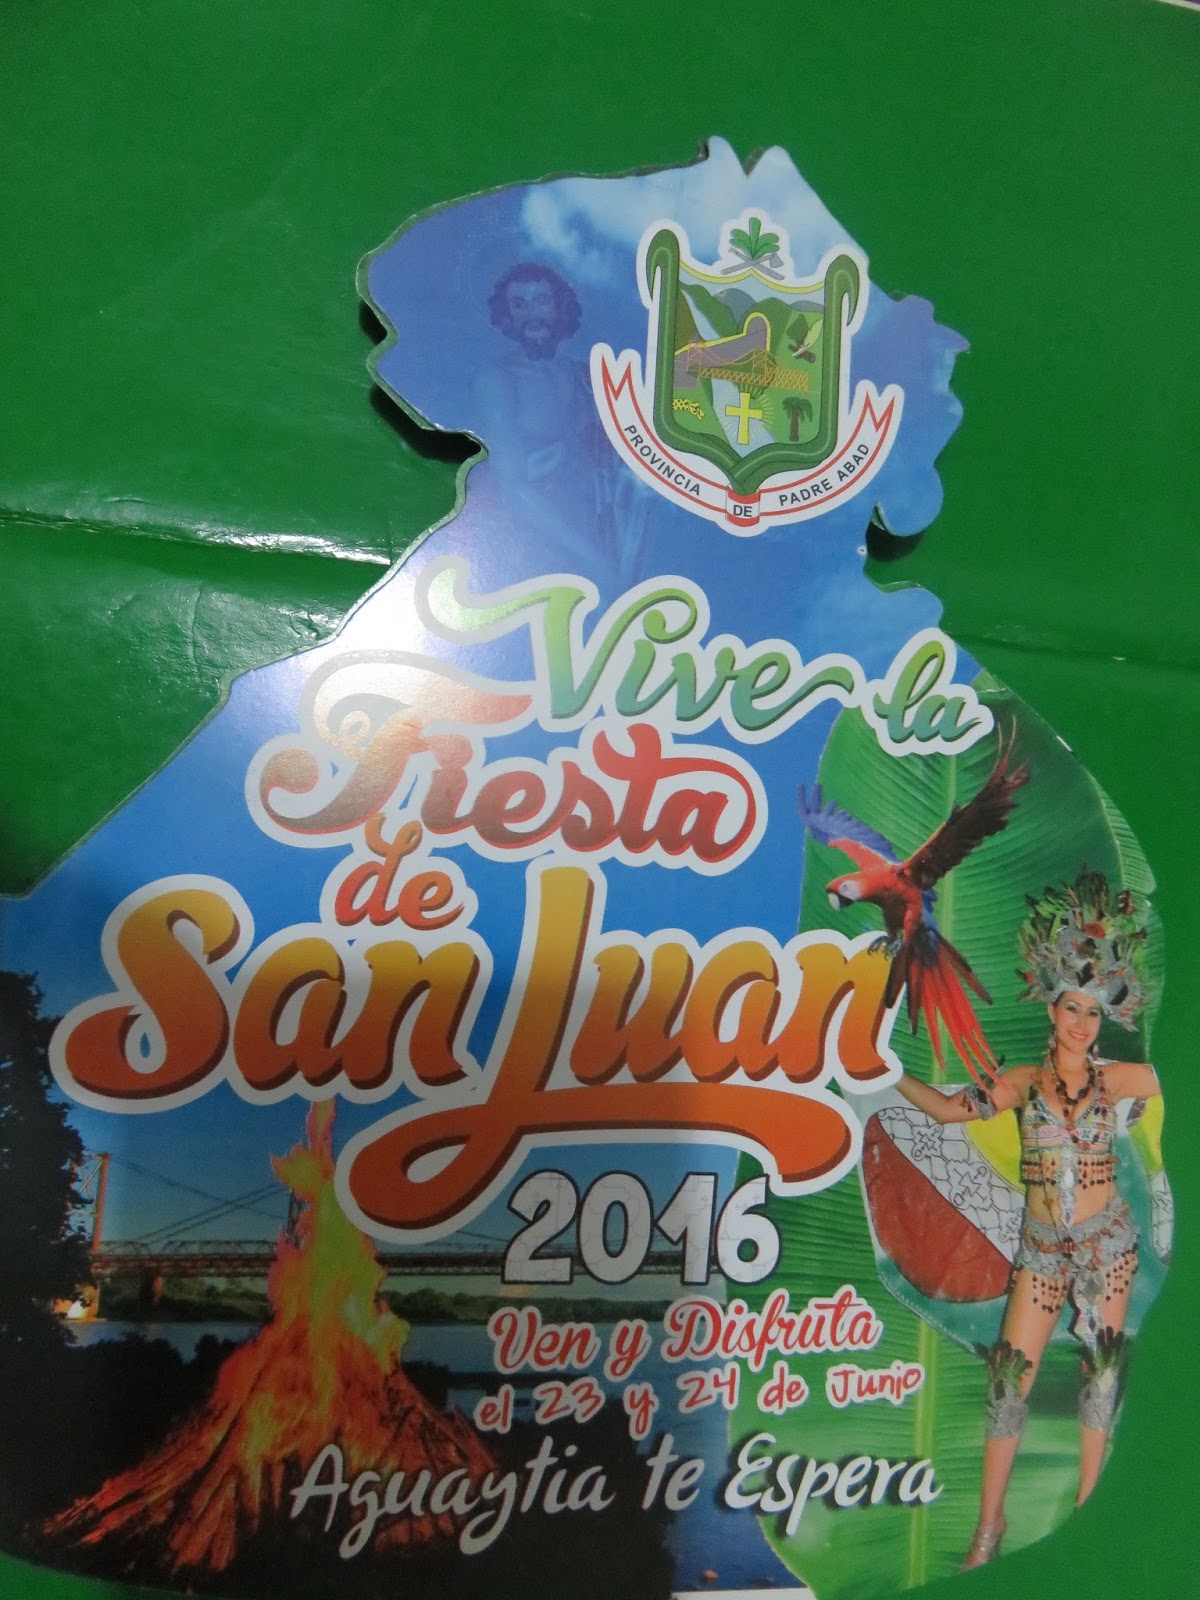 PROVINCIA DE PADRE ABAD
Vive la
Fiesta
de
San Juan
2016
Ven y Disfruta
el 23 y 24 de Junio
Aguaytia te Espera